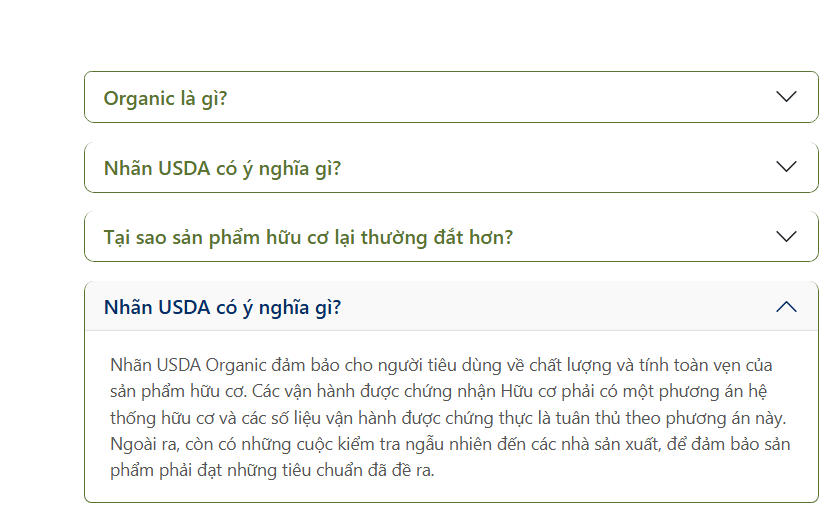 Organic là gì?
Nhãn USDA có ý nghĩa gì?
Tại sao sản phẩm hữu cơ lại thường đắt hơn?
Nhãn USDA có ý nghĩa gì?
Nhãn USDA Organic đảm bảo cho người tiêu dùng về chất lượng và tính toàn vẹn của
sản phẩm hữu cơ. Các vận hành được chứng nhận Hữu cơ phải có một phương án hệ
thống hữu cơ và các số liệu vận hành được chứng thực là tuân thủ theo phương án này.
Ngoài ra, còn có những cuộc kiểm tra ngẫu nhiên đến các nhà sản xuất, để đảm bảo sản
phẩm phải đạt những tiêu chuẩn đã đề ra.